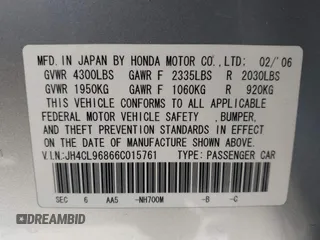 MFD. IN JAPAN BY HONDA MOTOR CO.,LTD: 02/'06
GVWR 4300LBS GAWR F 2335LBS R 2030LBS
GVWR 1950KG GAWR F 1060KG R 920KG
THIS VEHICLE CONFORMS TO ALL APPLICABLE
FEDERAL MOTOR VEHICLE SAFETY ,BUMPER,
AND THEFT PREVENTION STANDARDS IN
EFFECT ON THE DATE OF MANUFACTURE
SHOWN ABOVE.
V.I.N:JH4CL96866C015761 TYPE: PASSENGER CAR
SEC 6 AA5 -NH700M -B -C
DREAMBID
DREAMBID.COM